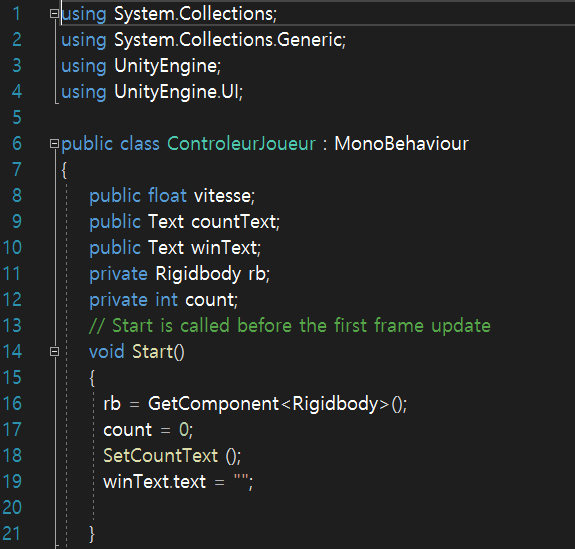 1 using System.Collections;
2 using System.Collections.Generic;
3 using UnityEngine;
4 using UnityEngine.UI;
5
6 public class ControleurJoueur : MonoBehaviour
7 {
8 public float vitesse;
9 public Text countText;
10 public Text winText;
11 private Rigidbody rb;
12 private int count;
13 // Start is called before the first frame update
14 void Start()
15 {
16 rb = GetComponent<Rigidbody>();
17 count = 0;
18 SetCountText ();
19 winText.text = "";
20
21 }